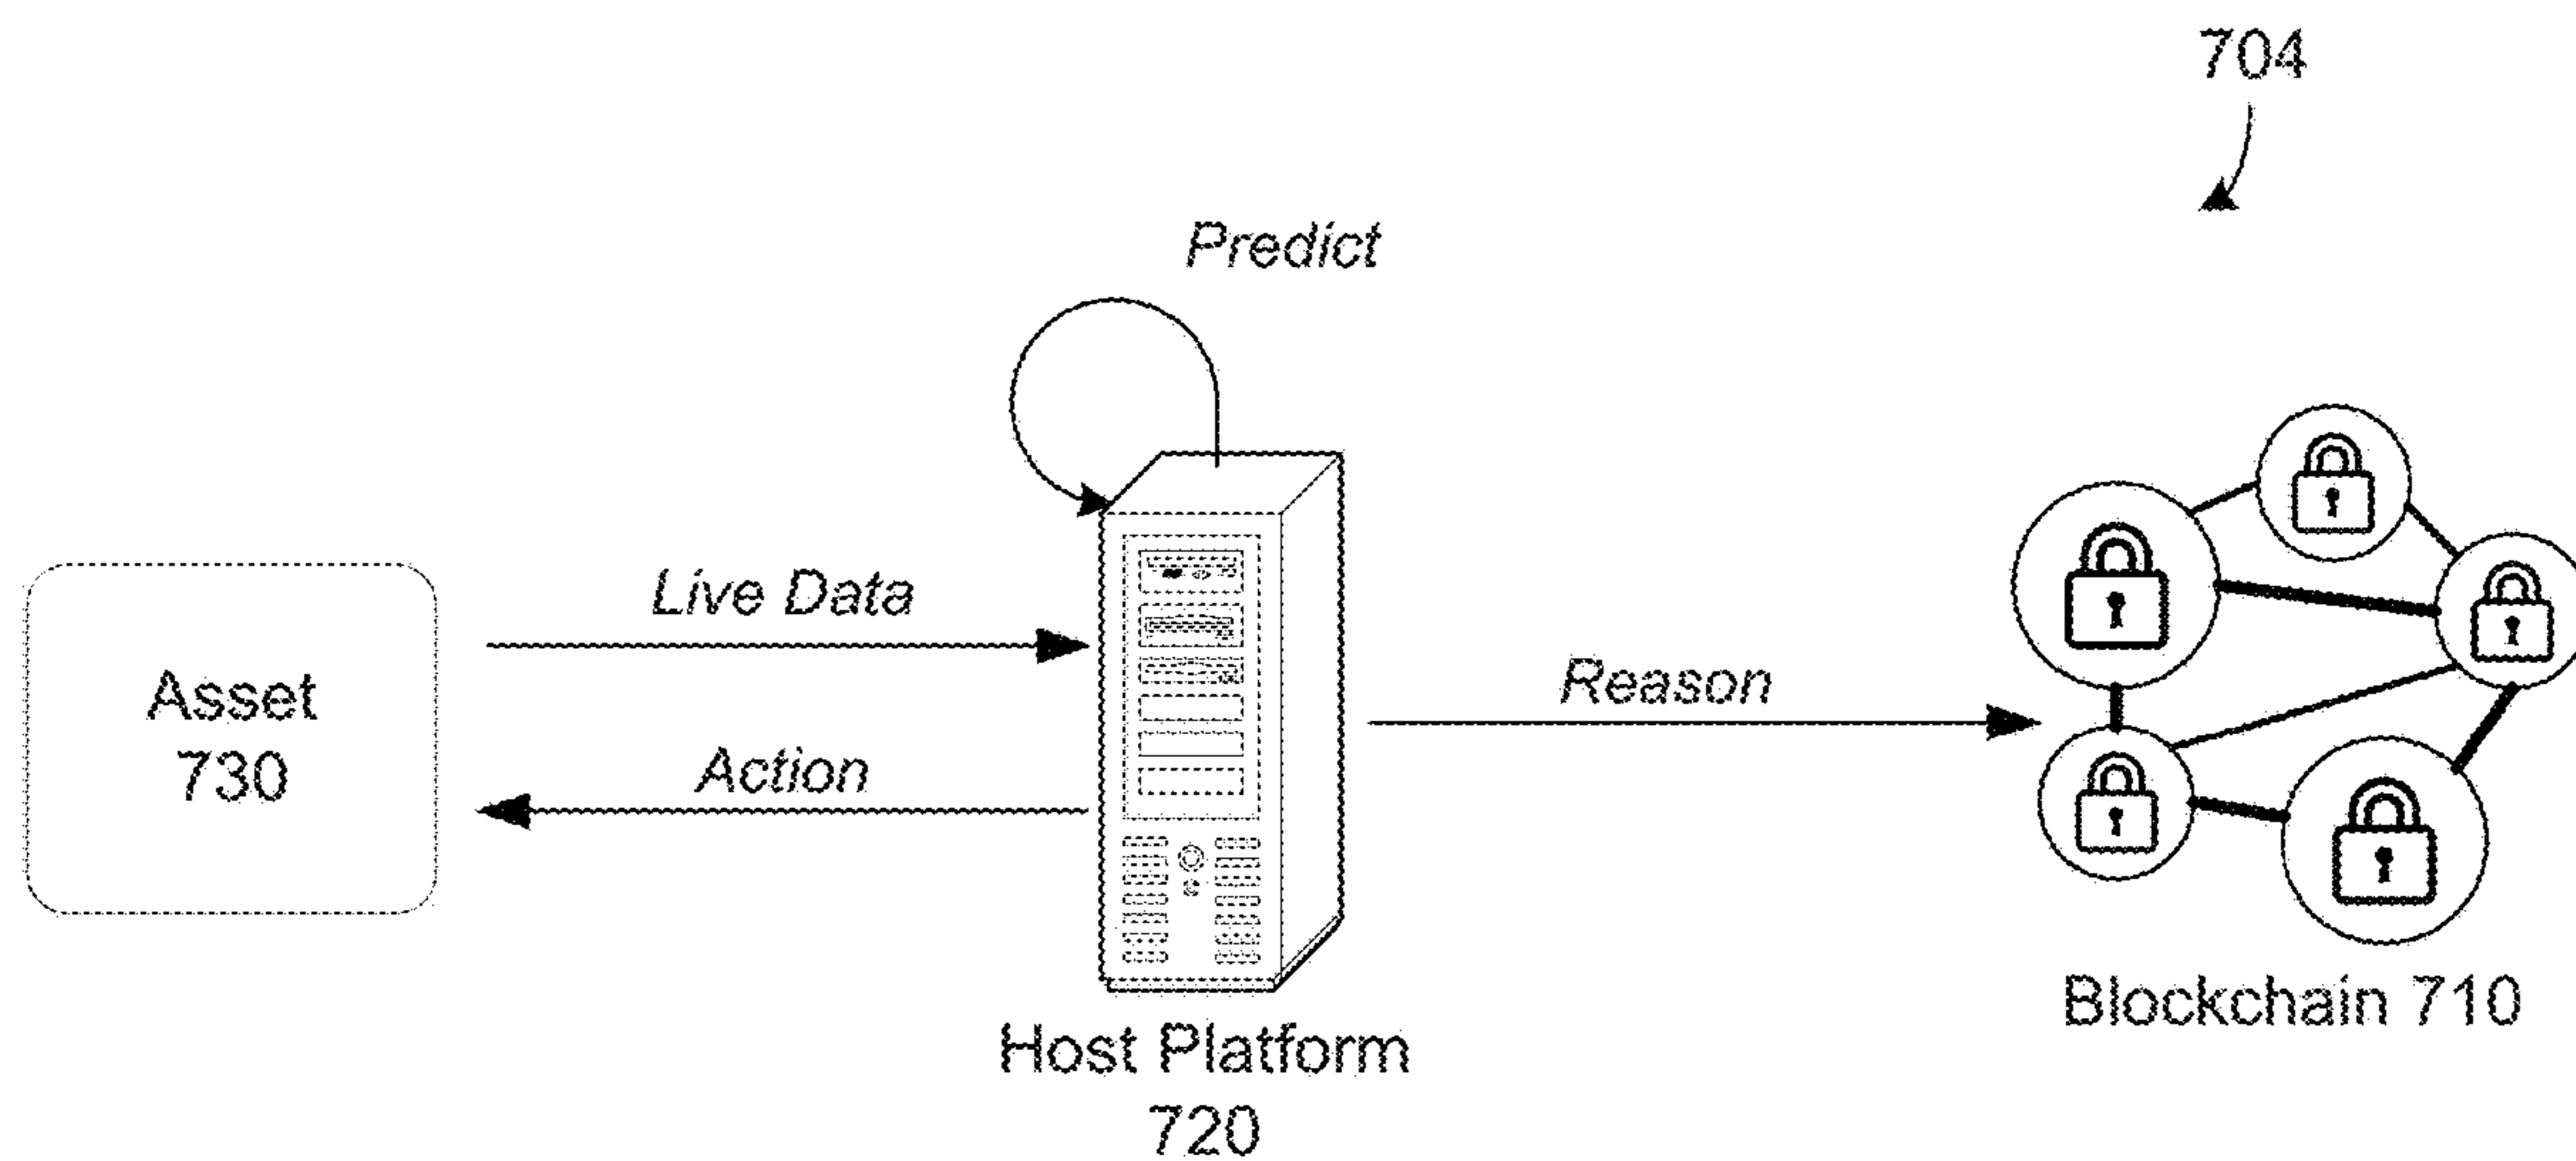 704
Predict
Live Data
Asset
730
Action
Reason
Blockchain 710
Host Platform
720